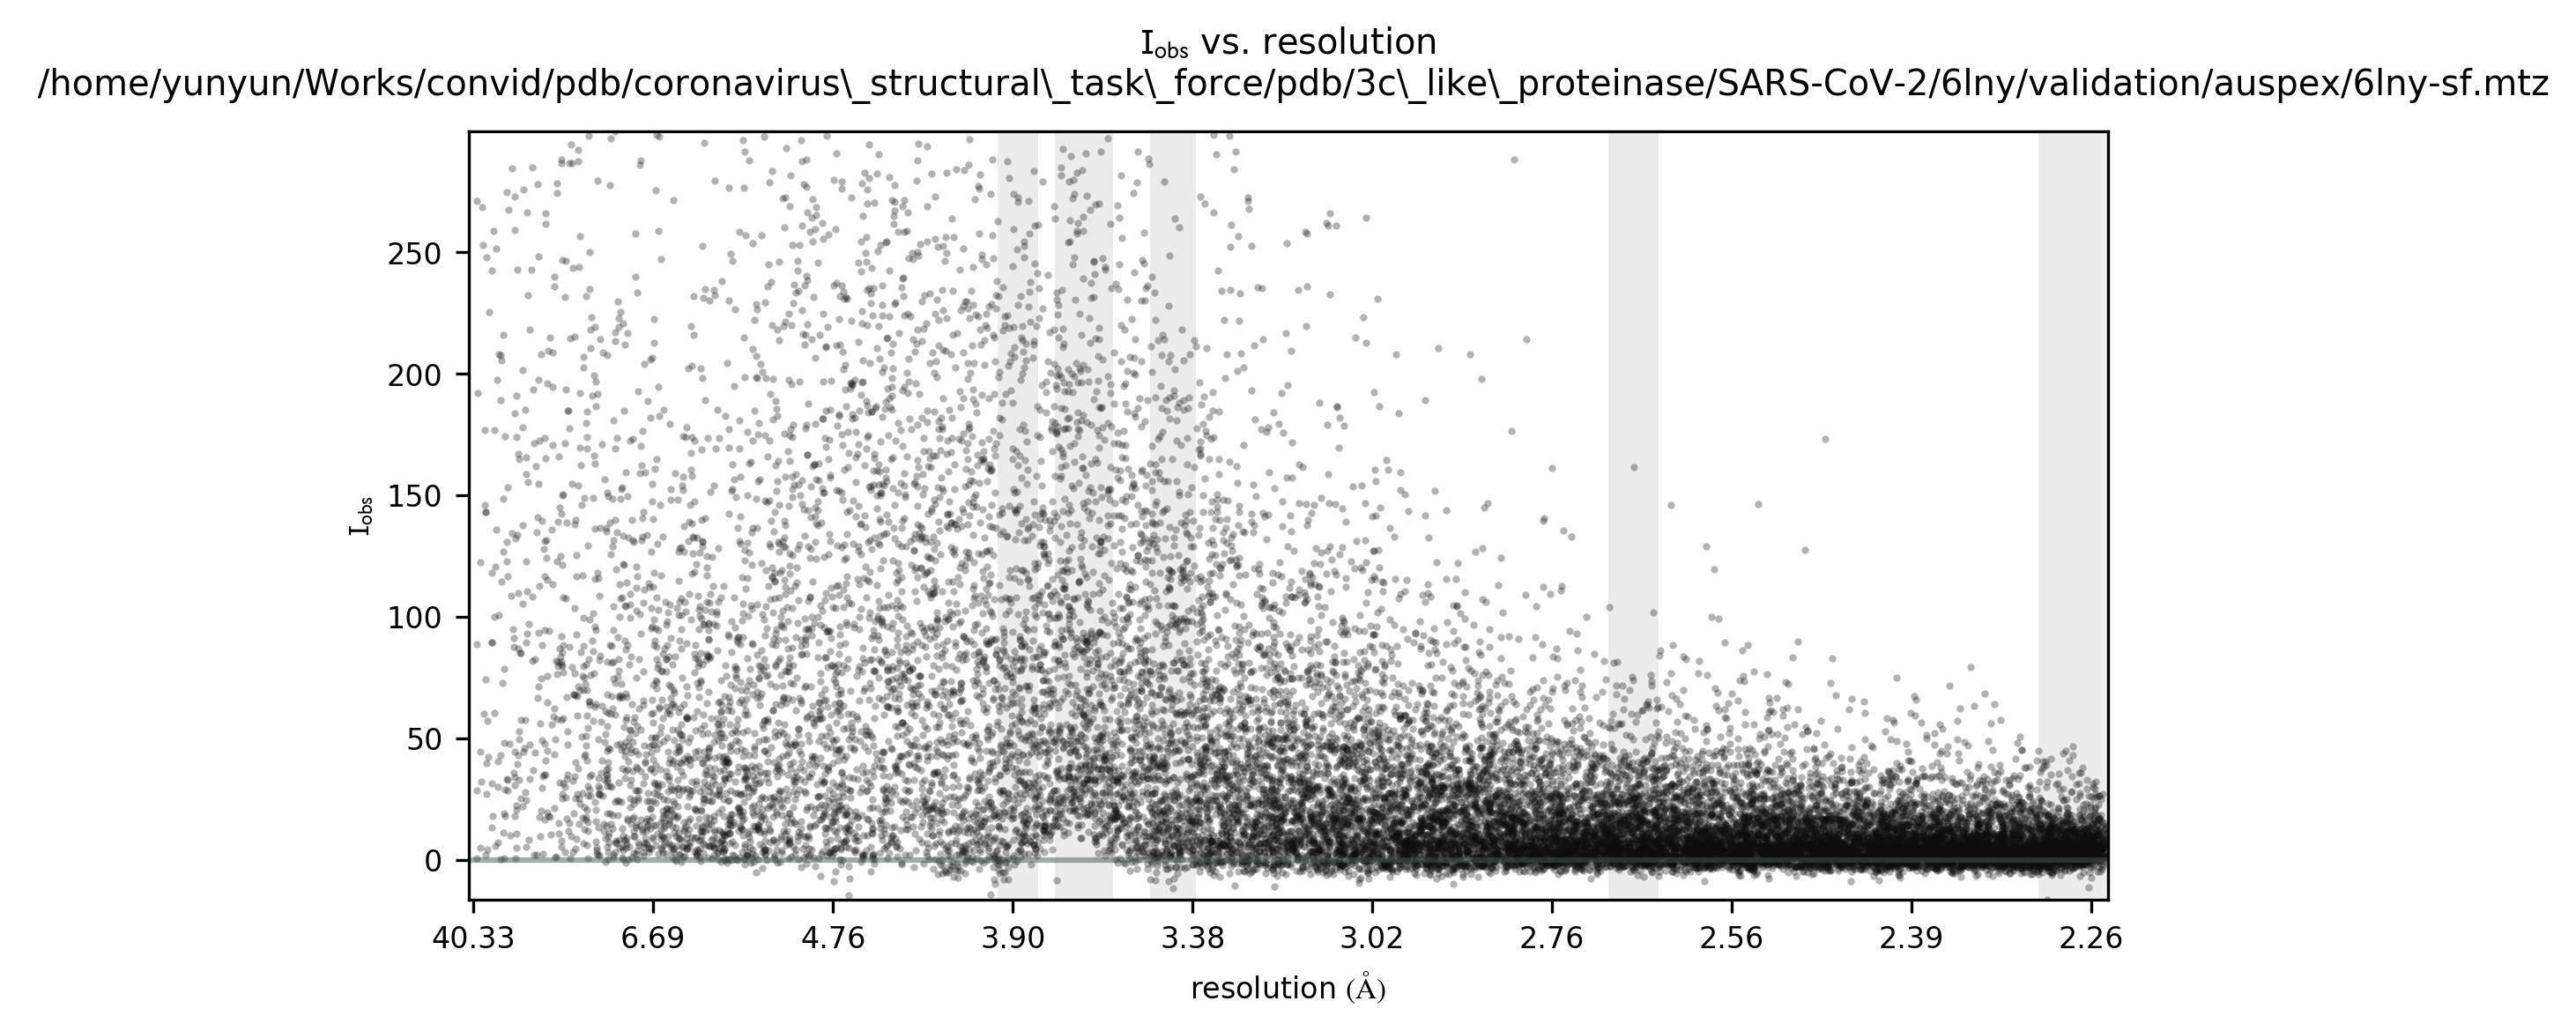 I_obs vs. resolution
/home/yunyun/Works/convid/pdb/coronavirus\_structural\_task\_force/pdb/3c\_like\_proteinase/SARS-CoV-2/6lny/validation/auspex/6lny-sf.mtz
250
200
150
100
50
0
I_obs
40.33 6.69 4.76 3.90 3.38 3.02 2.76 2.56 2.39 2.26
resolution (Å)